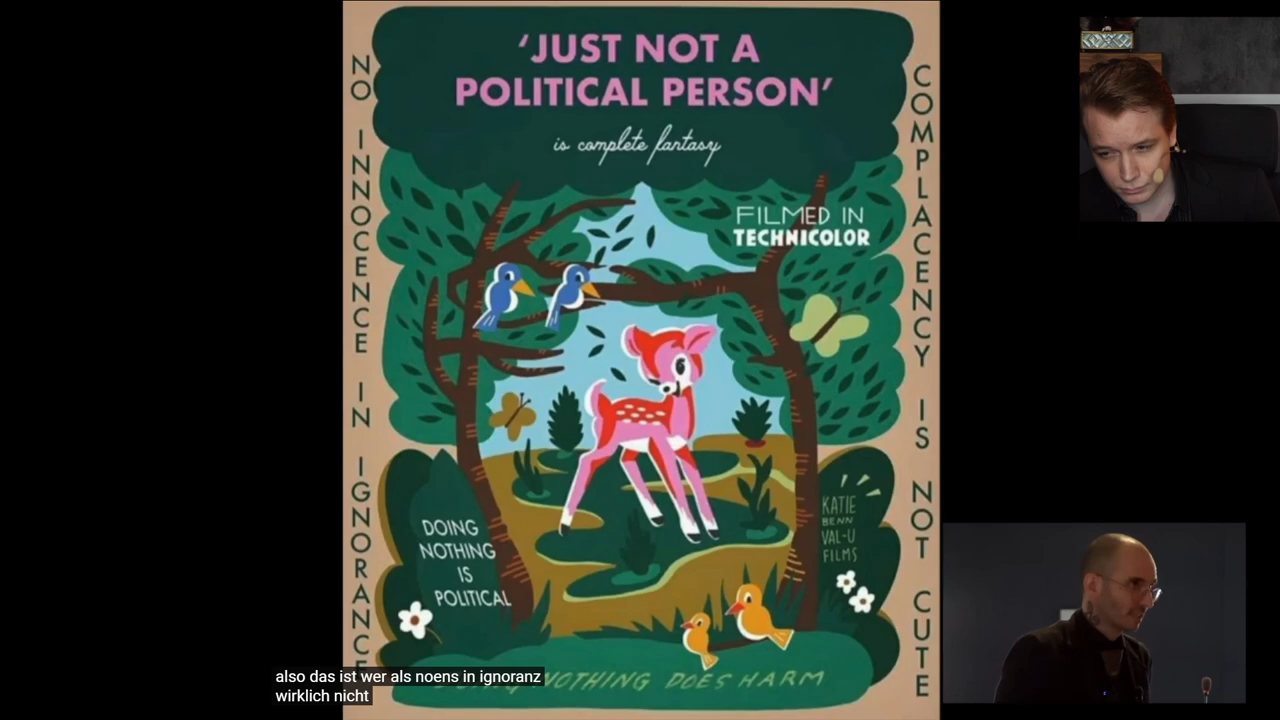 'JUST NOT A
POLITICAL PERSON'
is complete fantasy
NO INNOCENCE IN IGNORANCE
COMPLACENCY IS NOT CUTE
FILMED IN
TECHNICOLOR
KATIE
BENN
VAL-U
FILMS
DOING
NOTHING
IS
POLITICAL
NOTHING DOES HARM
also das ist wer als noens in ignoranz
wirklich nicht